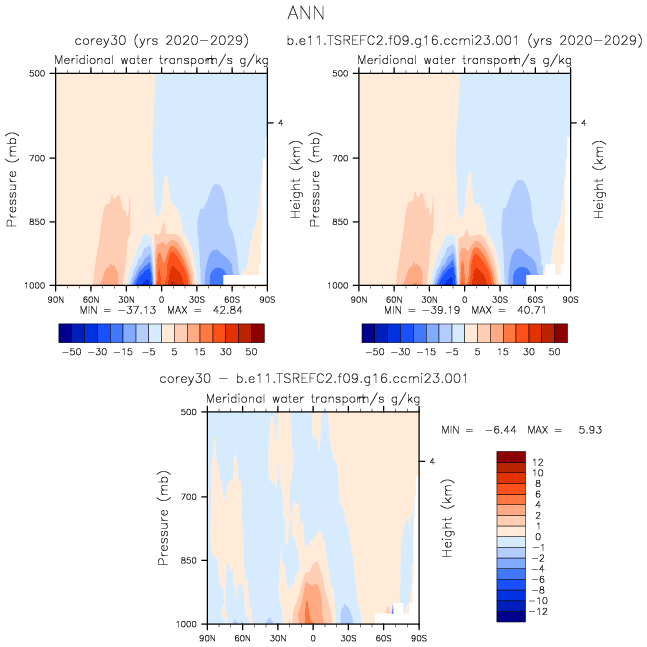 ANN
corey30 (yrs 2020-2029)
b.e11.TSREFC2.f09.g16.ccmi23.001 (yrs 2020-2029)
Meridional water transport m/s g/kg
Meridional water transport m/s g/kg
500
700
850
1000
Pressure (mb)
4
Height (km)
90N 60N 30N 0 30S 60S 90S
MIN = -37.13 MAX = 42.84
-50 -30 -15 -5 5 15 30 50
500
700
850
1000
Pressure (mb)
4
Height (km)
90N 60N 30N 0 30S 60S 90S
MIN = -39.19 MAX = 40.71
-50 -30 -15 -5 5 15 30 50
corey30 - b.e11.TSREFC2.f09.g16.ccmi23.001
Meridional water transport m/s g/kg
500
700
850
1000
Pressure (mb)
4
Height (km)
90N 60N 30N 0 30S 60S 90S
MIN = -6.44 MAX = 5.93
12
10
8
6
4
2
1
0
-1
-2
-4
-6
-8
-10
-12